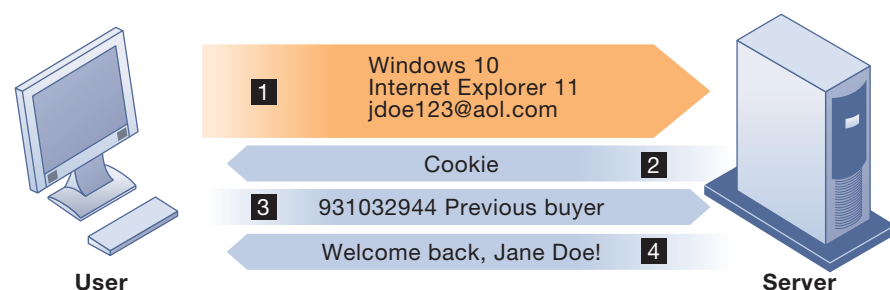 1
Windows 10
Internet Explorer 11
jdoe123@aol.com
Cookie 2
3 931032944 Previous buyer
Welcome back, Jane Doe! 4
User
Server